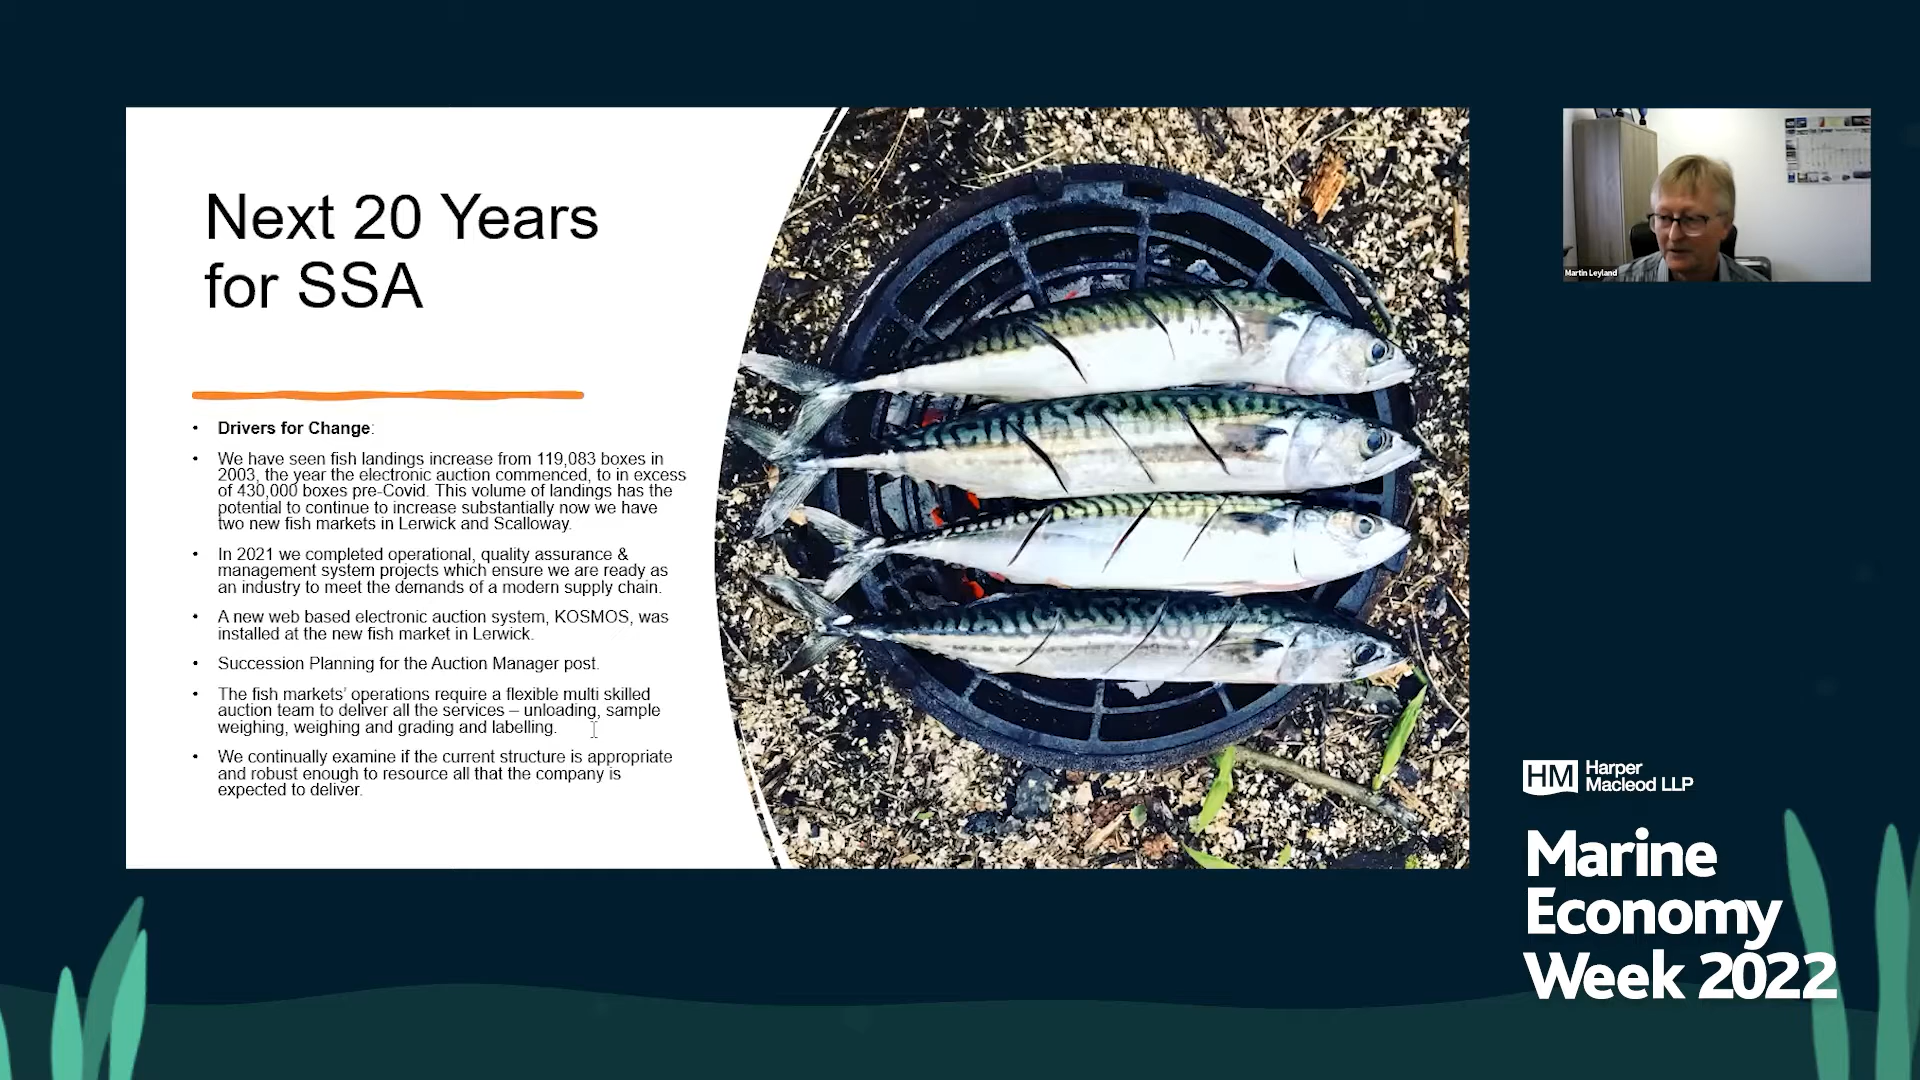 Next 20 Years
for SSA
• Drivers for Change:
• We have seen fish landings increase from 119,083 boxes in
2003, the year the electronic auction commenced, to in excess
of 430,000 boxes pre-Covid. This volume of landings has the
potential to continue to increase substantially now we have
two new fish markets in Lerwick and Scalloway.
• In 2021 we completed operational, quality assurance &
management system projects which ensure we are ready as
an industry to meet the demands of a modern supply chain.
• A new web based electronic auction system, KOSMOS, was
installed at the new fish market in Lerwick.
• Succession Planning for the Auction Manager post.
• The fish markets’ operations require a flexible multi skilled
auction team to deliver all the services – unloading, sample
weighing, weighing and grading and labelling.
• We continually examine if the current structure is appropriate
and robust enough to resource all that the company is
expected to deliver.
Martin Leyland
HM Harper
Macleod LLP
Marine
Economy
Week 2022